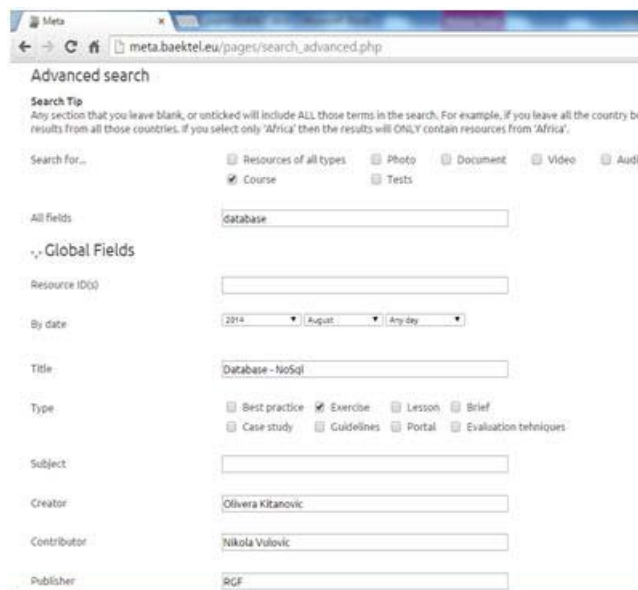 Meta
meta.baektel.eu/pages/search_advanced.php
Advanced search
Search Tip
Any section that you leave blank, or unticked will include ALL those terms in the search. For example, if you leave all the country bo
results from all those countries. If you select only 'Africa' then the results will ONLY contain resources from 'Africa'.
Search for... Resources of all types Photo Document Video Audi
Course Tests
All fields database
Global Fields
Resource ID(s)
By date 2014 August Any day
Title Database - NoSql
Type Best practice Exercise Lesson Brief
Case study Guidelines Portal Evaluation tehniques
Subject
Creator Olivera Kitanovic
Contributor Nikola Vulovic
Publisher RGF